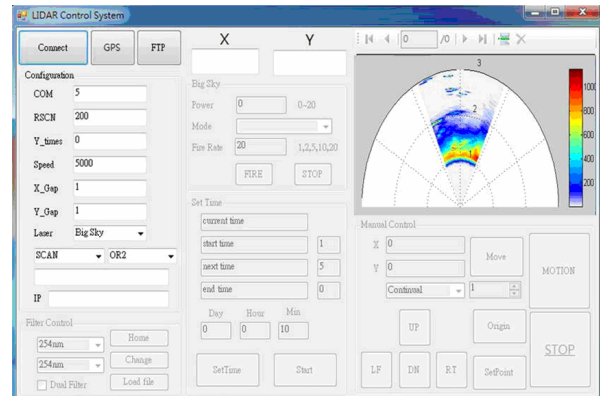 LIDAR Control System
Connect GPS FTP
X Y
0 /0
Configuration
COM 5
RSCN 200
Y_times 0
Speed 5000
X_Gap 1
Y_Gap 1
Laser Big Sky
SCAN OR2
IP
Filter Control
254nm Home
254nm Change
Dual Filter Load file
Big Sky
Power 0 0~20
Mode
Fire Rate 20 1,2,5,10,20
FIRE STOP
Set Time
current time
start time 1
next time 5
end time 0
Day Hour Min
0 0 10
SetTime Start
3
2
1
1000
800
600
400
200
Manual Control
X 0
Y 0
Move
MOTION
Continual 1
UP Origin
STOP
LF DN RT SetPoint